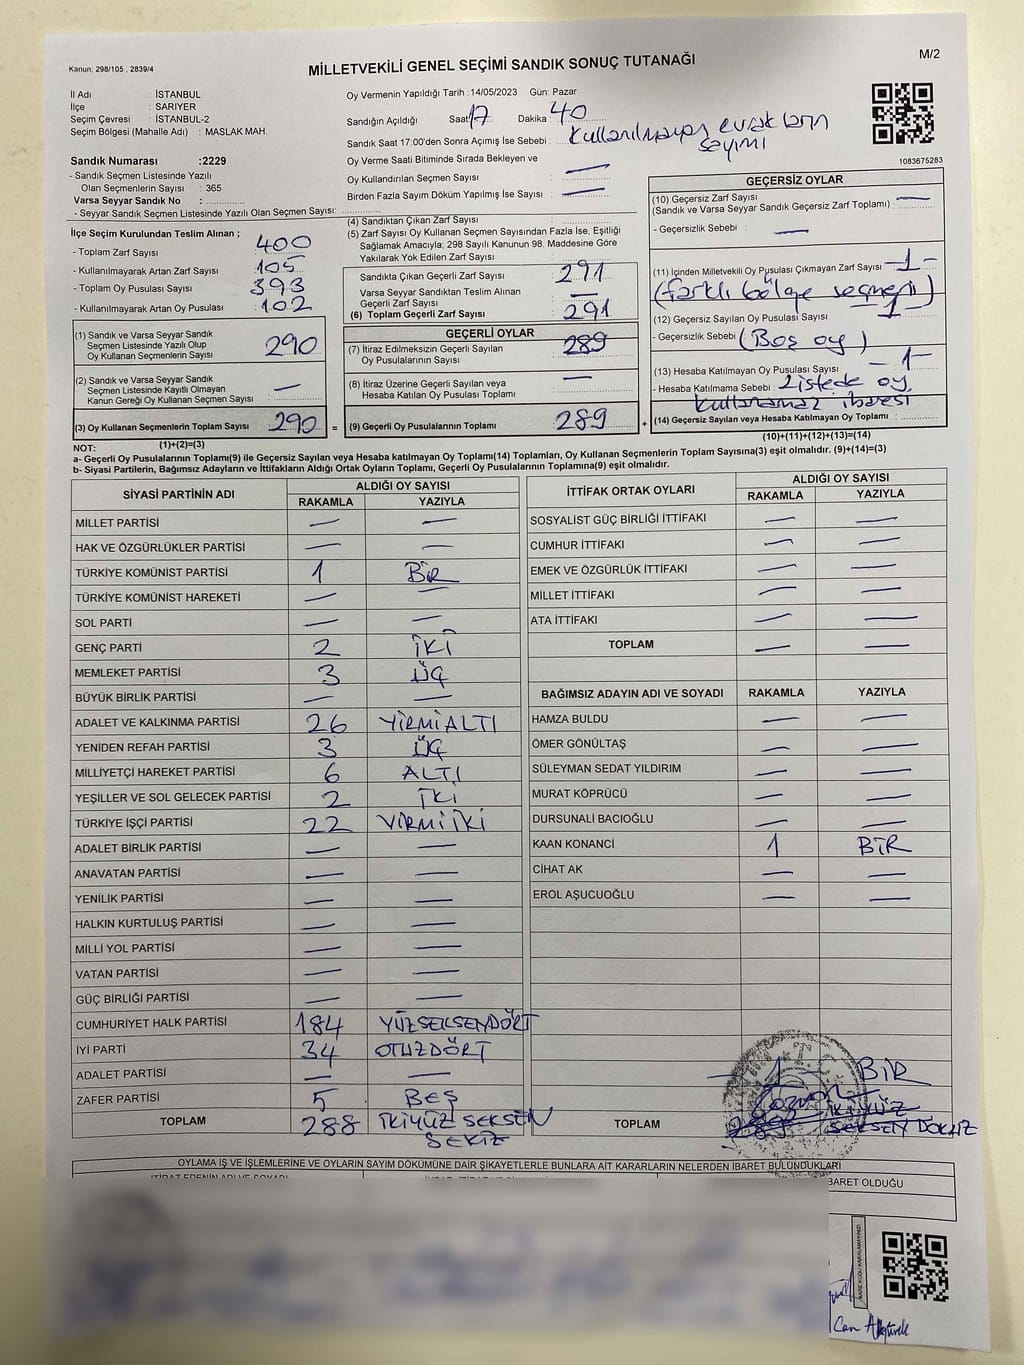 Kanun: 298/105 , 2839/4
MİLLETVEKİLİ GENEL SEÇİMİ SANDIK SONUÇ TUTANAĞI
M/2
İl Adı : İSTANBUL
İlçe : SARIYER
Seçim Çevresi : İSTANBUL-2
Seçim Bölgesi (Mahalle Adı) : MASLAK MAH.
Oy Vermenin Yapıldığı Tarih :14/05/2023 Gün: Pazar
Sandığın Açıldığı Saat: 17 Dakika : 40
Sandık Saat 17:00'den Sonra Açımış İse Sebebi : Kullanılmayan evrakların
sayımı
Oy Verme Saati Bitiminde Sırada Bekleyen ve
Oy Kullandırılan Seçmen Sayısı : —
Birden Fazla Sayım Döküm Yapılmış İse Sayısı : —
1083675283
Sandık Numarası :2229
- Sandık Seçmen Listesinde Yazılı
Olan Seçmenlerin Sayısı : 365
Varsa Seyyar Sandık No :
- Seyyar Sandık Seçmen Listesinde Yazılı Olan Seçmen Sayısı:
İlçe Seçim Kurulundan Teslim Alınan ;
- Toplam Zarf Sayısı : 400
- Kullanılmayarak Artan Zarf Sayısı : 105
- Toplam Oy Pusulası Sayısı : 393
- Kullanılmayarak Artan Oy Pusulası : 102
(1) Sandık ve Varsa Seyyar Sandık
Seçmen Listesinde Yazılı Olup
Oy Kullanan Seçmenlerin Sayısı : 290
(2) Sandık ve Varsa Seyyar Sandık
Seçmen Listesinde Kayıtlı Olmayan
Kanun Gereği Oy Kullanan Seçmen Sayısı : —
(3) Oy Kullanan Seçmenlerin Toplam Sayısı : 290
(1)+(2)=(3)
(4) Sandıktan Çıkan Zarf Sayısı :
(5) Zarf Sayısı Oy Kullanan Seçmen Sayısından Fazla İse, Eşitliği
Sağlamak Amacıyla; 298 Sayılı Kanunun 98. Maddesine Göre
Yakılarak Yok Edilen Zarf Sayısı :
Sandıkta Çıkan Geçerli Zarf Sayısı : 291
Varsa Seyyar Sandıktan Teslim Alınan
Geçerli Zarf Sayısı : —
(6) Toplam Geçerli Zarf Sayısı : 291
GEÇERLİ OYLAR
(7) İtiraz Edilmeksizin Geçerli Sayılan
Oy Pusulalarının Sayısı : 289
(8) İtiraz Üzerine Geçerli Sayılan veya
Hesaba Katılan Oy Pusulası Toplamı : —
= (9) Geçerli Oy Pusulalarının Toplamı : 289 +
GEÇERSİZ OYLAR
(10) Geçersiz Zarf Sayısı : —
(Sandık ve Varsa Seyyar Sandık Geçersiz Zarf Toplamı)
- Geçersizlik Sebebi : —
(11) İçinden Milletvekili Oy Pusulası Çıkmayan Zarf Sayısı : -1-
(farklı bölge seçmeni)
(12) Geçersiz Sayılan Oy Pusulası Sayısı : -1-
- Geçersizlik Sebebi : (Boş oy)
(13) Hesaba Katılmayan Oy Pusulası Sayısı : -1-
- Hesaba Katılmama Sebebi : Listede oy
kullanamaz ibaresi
(14) Geçersiz Sayılan veya Hesaba Katılmayan Oy Toplamı :
(10)+(11)+(12)+(13)=(14)
NOT:
a- Geçerli Oy Pusulalarının Toplamı(9) ile Geçersiz Sayılan veya Hesaba katılmayan Oy Toplamı(14) Toplamları, Oy Kullanan Seçmenlerin Toplam Sayısına(3) eşit olmalıdır. (9)+(14)=(3)
b- Siyasi Partilerin, Bağımsız Adayların ve İttifakların Aldığı Ortak Oyların Toplamı, Geçerli Oy Pusulalarının Toplamına(9) eşit olmalıdır.
SİYASİ PARTİNİN ADI
ALDIĞI OY SAYISI
RAKAMLA YAZIYLA
MİLLET PARTİSİ — —
HAK VE ÖZGÜRLÜKLER PARTİSİ — —
TÜRKİYE KOMÜNİST PARTİSİ 1 BİR
TÜRKİYE KOMÜNİST HAREKETİ — —
SOL PARTİ — —
GENÇ PARTİ 2 İKİ
MEMLEKET PARTİSİ 3 ÜÇ
BÜYÜK BİRLİK PARTİSİ — —
ADALET VE KALKINMA PARTİSİ 26 YİRMİALTI
YENİDEN REFAH PARTİSİ 3 ÜÇ
MİLLİYETÇİ HAREKET PARTİSİ 6 ALTI
YEŞİLLER VE SOL GELECEK PARTİSİ 2 İKİ
TÜRKİYE İŞÇİ PARTİSİ 22 YİRMİİKİ
ADALET BİRLİK PARTİSİ — —
ANAVATAN PARTİSİ — —
YENİLİK PARTİSİ — —
HALKIN KURTULUŞ PARTİSİ — —
MİLLİ YOL PARTİSİ — —
VATAN PARTİSİ — —
GÜÇ BİRLİĞİ PARTİSİ — —
CUMHURİYET HALK PARTİSİ 184 YÜZSEKSENDÖRT
İYİ PARTİ 34 OTUZDÖRT
ADALET PARTİSİ — —
ZAFER PARTİSİ 5 BEŞ
TOPLAM 288 İKİYÜZ SEKSEN
SEKİZ
İTTİFAK ORTAK OYLARI
ALDIĞI OY SAYISI
RAKAMLA YAZIYLA
SOSYALİST GÜÇ BİRLİĞİ İTTİFAKI — —
CUMHUR İTTİFAKI — —
EMEK VE ÖZGÜRLÜK İTTİFAKI — —
MİLLET İTTİFAKI — —
ATA İTTİFAKI — —
TOPLAM — —
BAĞIMSIZ ADAYIN ADI VE SOYADI RAKAMLA YAZIYLA
HAMZA BULDU — —
ÖMER GÖNÜLTAŞ — —
SÜLEYMAN SEDAT YILDIRIM — —
MURAT KÖPRÜCÜ — —
DURSUNALİ BACIOĞLU — —
KAAN KONANCİ 1 BİR
CİHAT AK — —
EROL AŞUCUOĞLU — —
-1- BİR
TOPLAM 289 İKİYÜZ
SEKSEN DOKUZ
T.C.
OYLAMA İŞ VE İŞLEMLERİNE VE OYLARIN SAYIM DÖKÜMÜNE DAİR ŞİKAYETLERLE BUNLARA AİT KARARLARIN NELERDEN İBARET BULUNDUKLARI
İTİRAZ EDENİN ADI VE SOYADI
BARET OLDUĞU
KARE KODU KARALAMAYINIZ!
Can